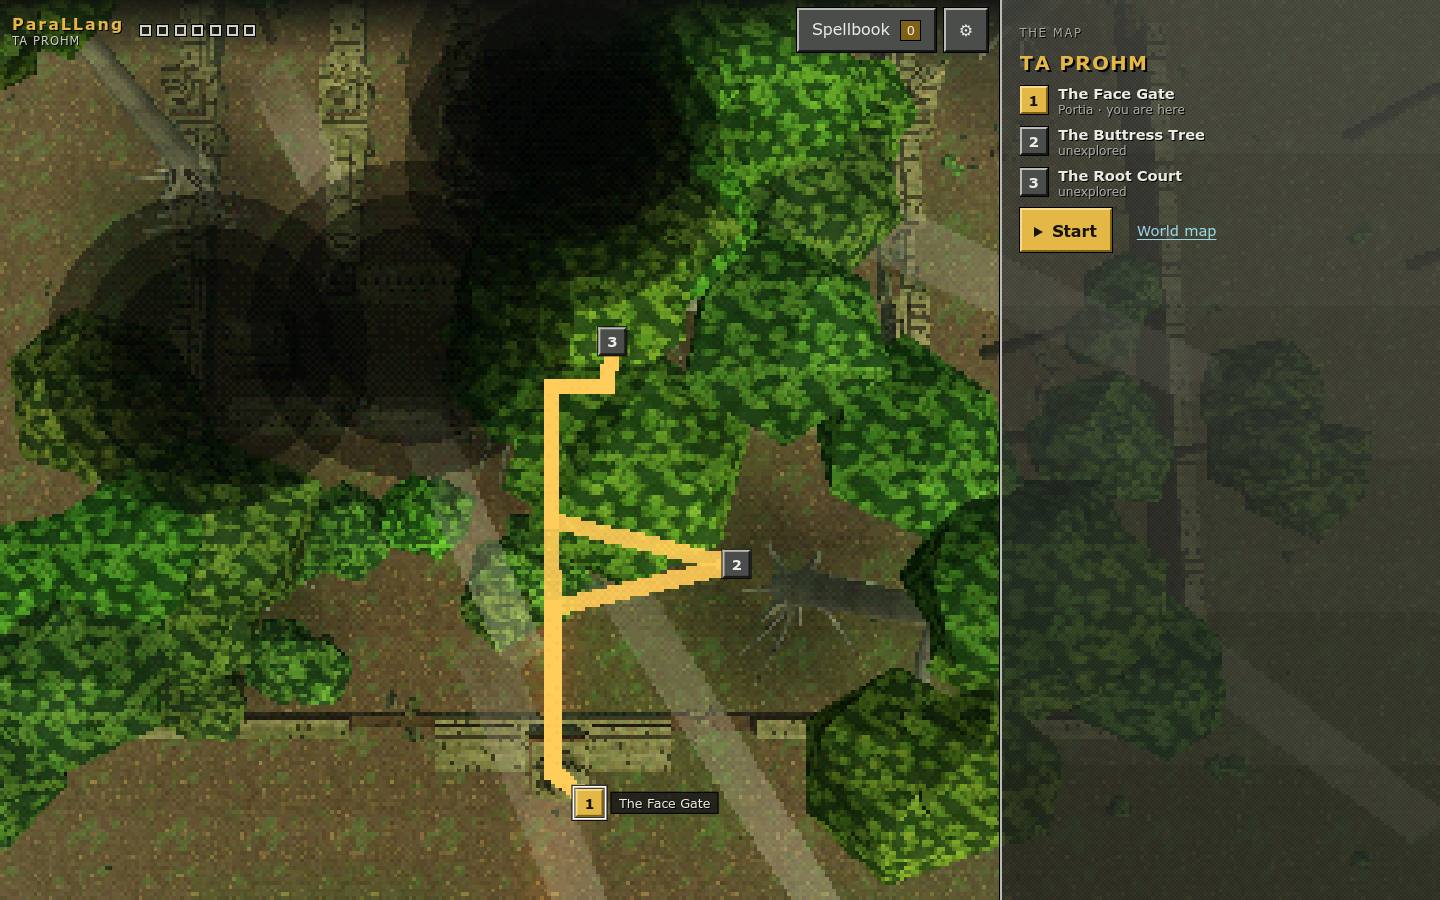 ParaLLang
TA PROHM
Spellbook 0
THE MAP
TA PROHM
1 The Face Gate
Portia · you are here
2 The Buttress Tree
unexplored
3 The Root Court
unexplored
Start World map
3
2
1 The Face Gate